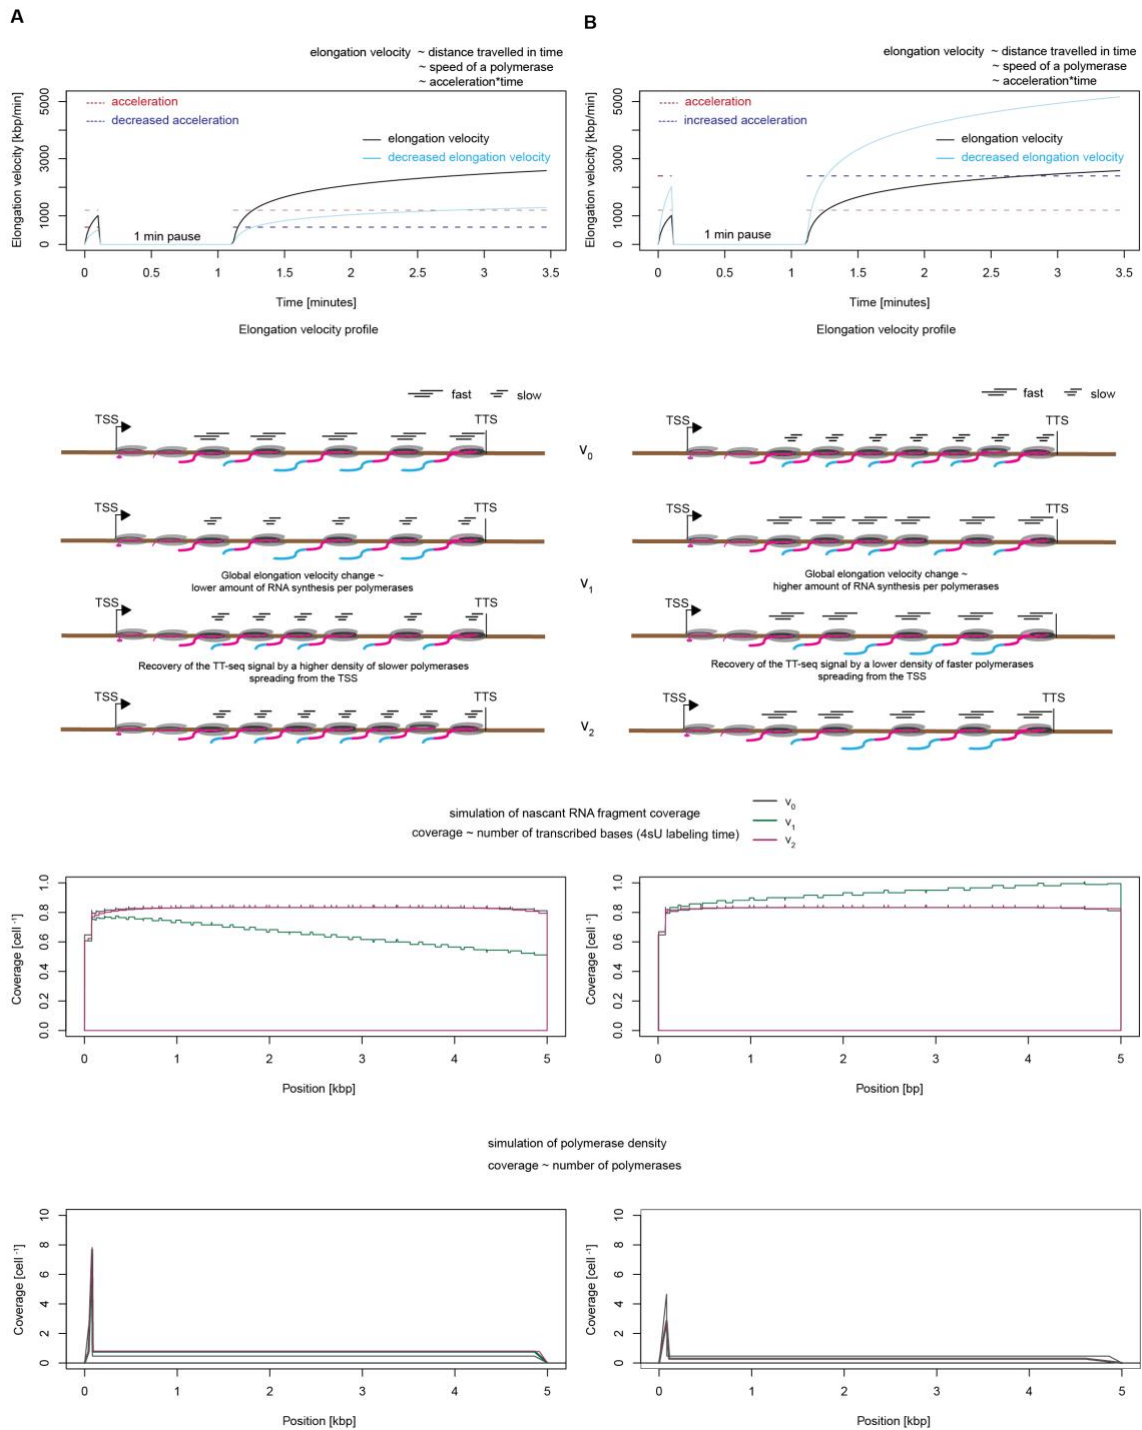 A
elongation velocity ~ distance travelled in time
~ speed of a polymerase
~ acceleration*time
acceleration
decreased acceleration
elongation velocity
decreased elongation velocity
1 min pause
Elongation velocity [kbp/min]
0 1000 3000 5000
0 0.5 1 1.5 2 2.5 3 3.5
Time [minutes]
Elongation velocity profile
B
elongation velocity ~ distance travelled in time
~ speed of a polymerase
~ acceleration*time
acceleration
increased acceleration
elongation velocity
decreased elongation velocity
1 min pause
Elongation velocity [kbp/min]
0 1000 3000 5000
0 0.5 1 1.5 2 2.5 3 3.5
Time [minutes]
Elongation velocity profile
fast slow
fast slow
TSS TTS
V0
TSS TTS
TSS TTS
TSS TTS
Global elongation velocity change ~
lower amount of RNA synthesis per polymerases
V1
Global elongation velocity change ~
higher amount of RNA synthesis per polymerases
TSS TTS
TSS TTS
Recovery of the TT-seq signal by a higher density of slower polymerases
spreading from the TSS
Recovery of the TT-seq signal by a lower density of faster polymerases
spreading from the TSS
TSS TTS
V2
TSS TTS
simulation of nascant RNA fragment coverage
coverage ~ number of transcribed bases (4sU labeling time)
V0
V1
V2
Coverage [cell -1]
0.0 0.2 0.4 0.6 0.8 1.0
0 1 2 3 4 5
Position [kbp]
Coverage [cell -1]
0.0 0.2 0.4 0.6 0.8 1.0
0 1 2 3 4 5
Position [bp]
simulation of polymerase density
coverage ~ number of polymerases
Coverage [cell -1]
0 2 4 6 8 10
0 1 2 3 4 5
Position [kbp]
Coverage [cell -1]
0 2 4 6 8 10
0 1 2 3 4 5
Position [kbp]